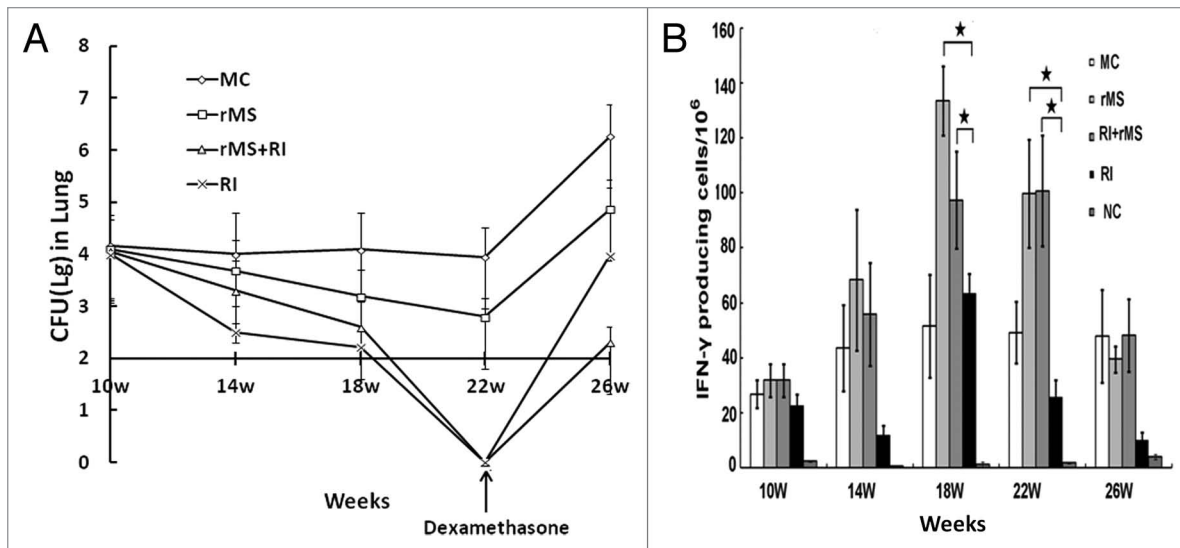 A
8
7
6
5
4
3
2
1
0
CFU(Lg) in Lung
MC
rMS
rMS+RI
RI
10w 14w 18w 22w 26w
Weeks
Dexamethasone
B
160
140
120
100
80
60
40
20
0
IFN-γ producing cells/10⁶
★
★
★
★
MC
rMS
RI+rMS
RI
NC
10W 14W 18W 22W 26W
Weeks